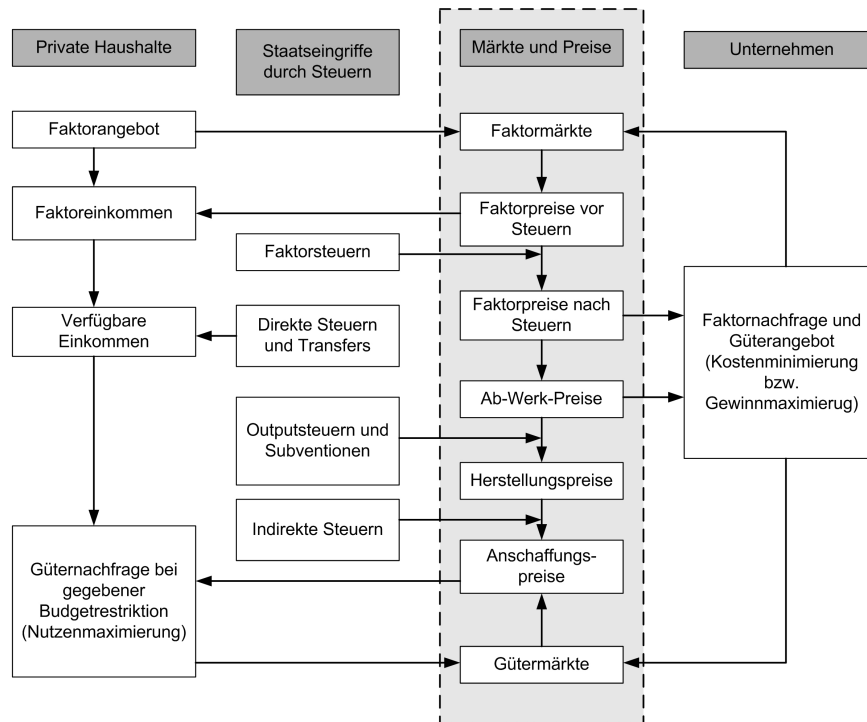 Private Haushalte
Staatseingriffe
durch Steuern
Märkte und Preise
Unternehmen
Faktorangebot
Faktormärkte
Faktoreinkommen
Faktorpreise vor
Steuern
Faktorsteuern
Verfügbare
Einkommen
Direkte Steuern
und Transfers
Faktorpreise nach
Steuern
Faktornachfrage und
Güterangebot
(Kostenminimierung
bzw.
Gewinnmaximierug)
Ab-Werk-Preise
Outputsteuern und
Subventionen
Herstellungspreise
Indirekte Steuern
Anschaffungs-
preise
Güternachfrage bei
gegebener
Budgetrestriktion
(Nutzenmaximierung)
Gütermärkte